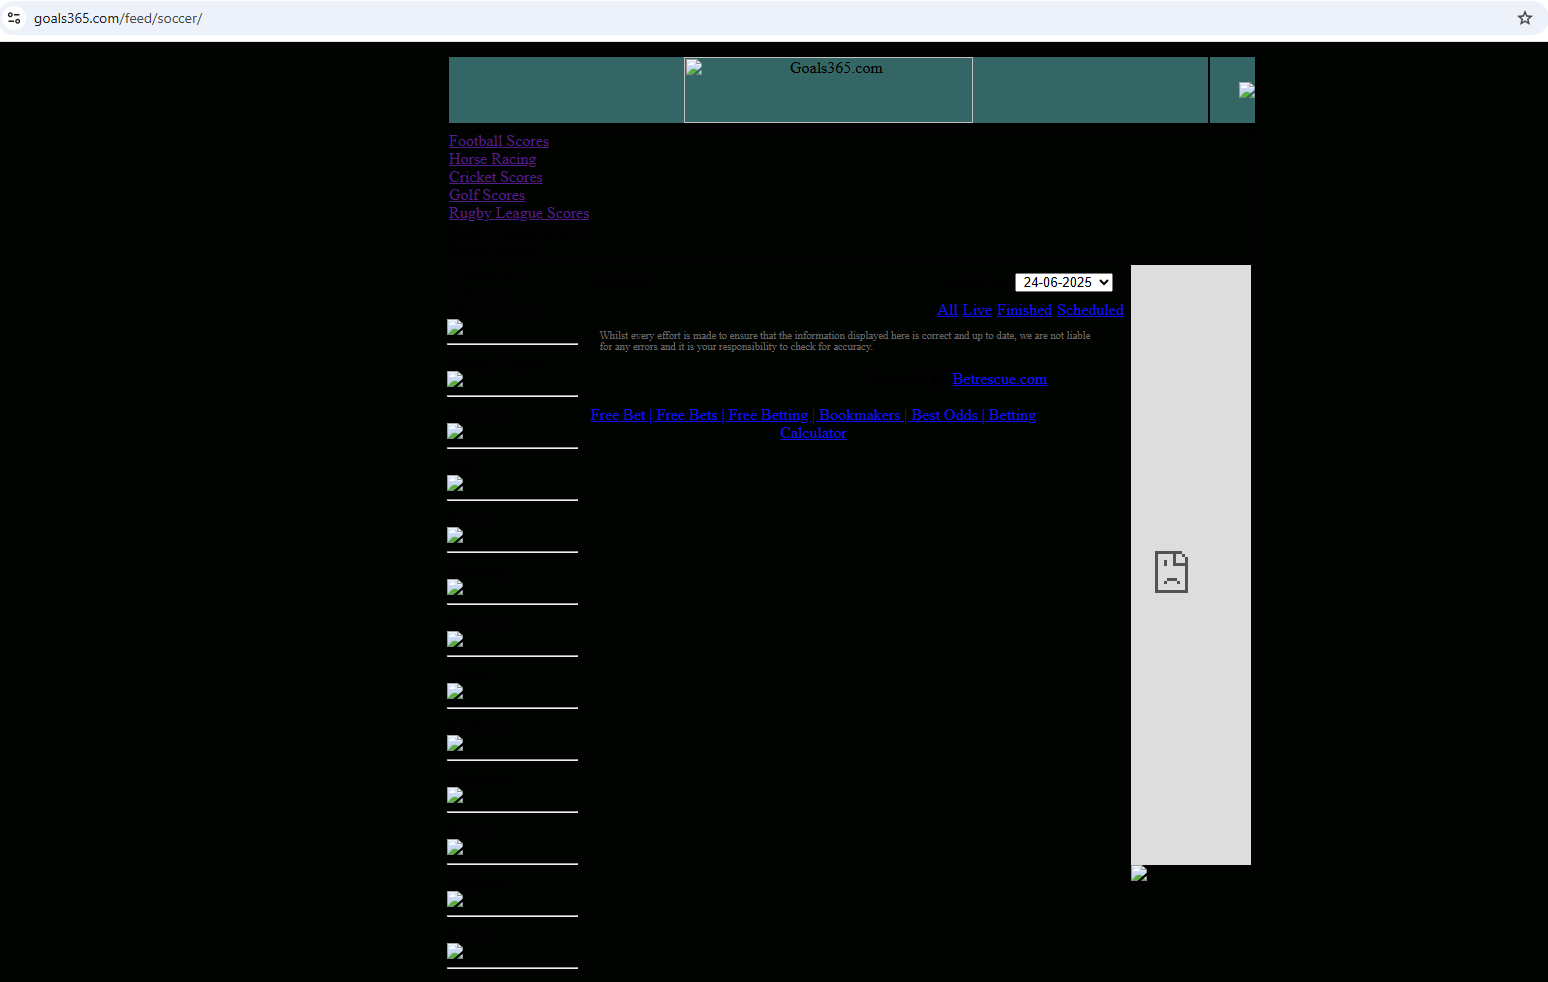 goals365.com/feed/soccer/
Goals365.com
Football Scores
Horse Racing
Cricket Scores
Golf Scores
Rugby League Scores
24-06-2025
All Live Finished Scheduled
Whilst every effort is made to ensure that the information displayed here is correct and up to date, we are not liable
for any errors and it is your responsibility to check for accuracy.
Betrescue.com
Free Bet | Free Bets | Free Betting | Bookmakers | Best Odds | Betting
Calculator